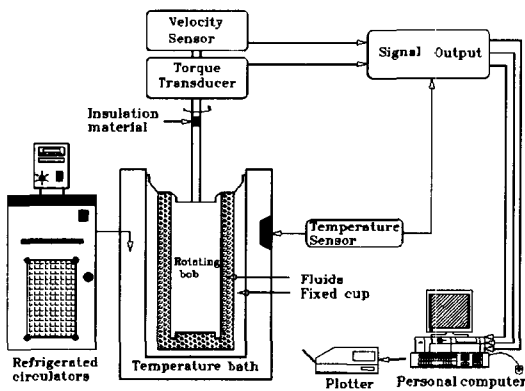 Velocity
Sensor
Torque
Transducer
Signal Output
Insulation
material
Temperature
Sensor
Rotating
bob
Fluids
Fixed cup
Refrigerated
circulators
Temperature bath
Plotter
Personal computer